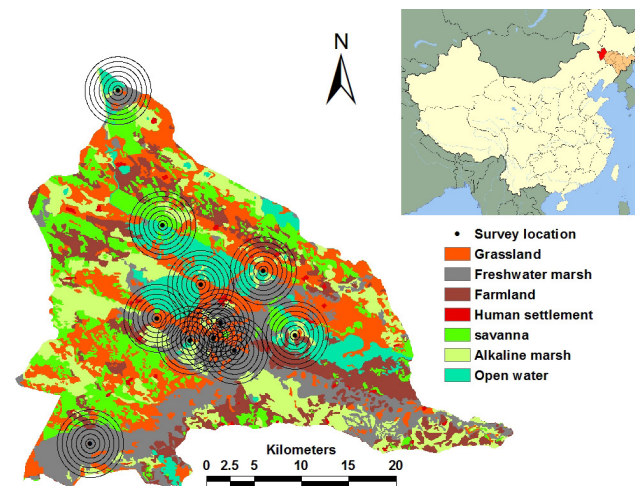 N
Survey location
Grassland
Freshwater marsh
Farmland
Human settlement
savanna
Alkaline marsh
Open water
Kilometers
0 2.5 5 10 15 20